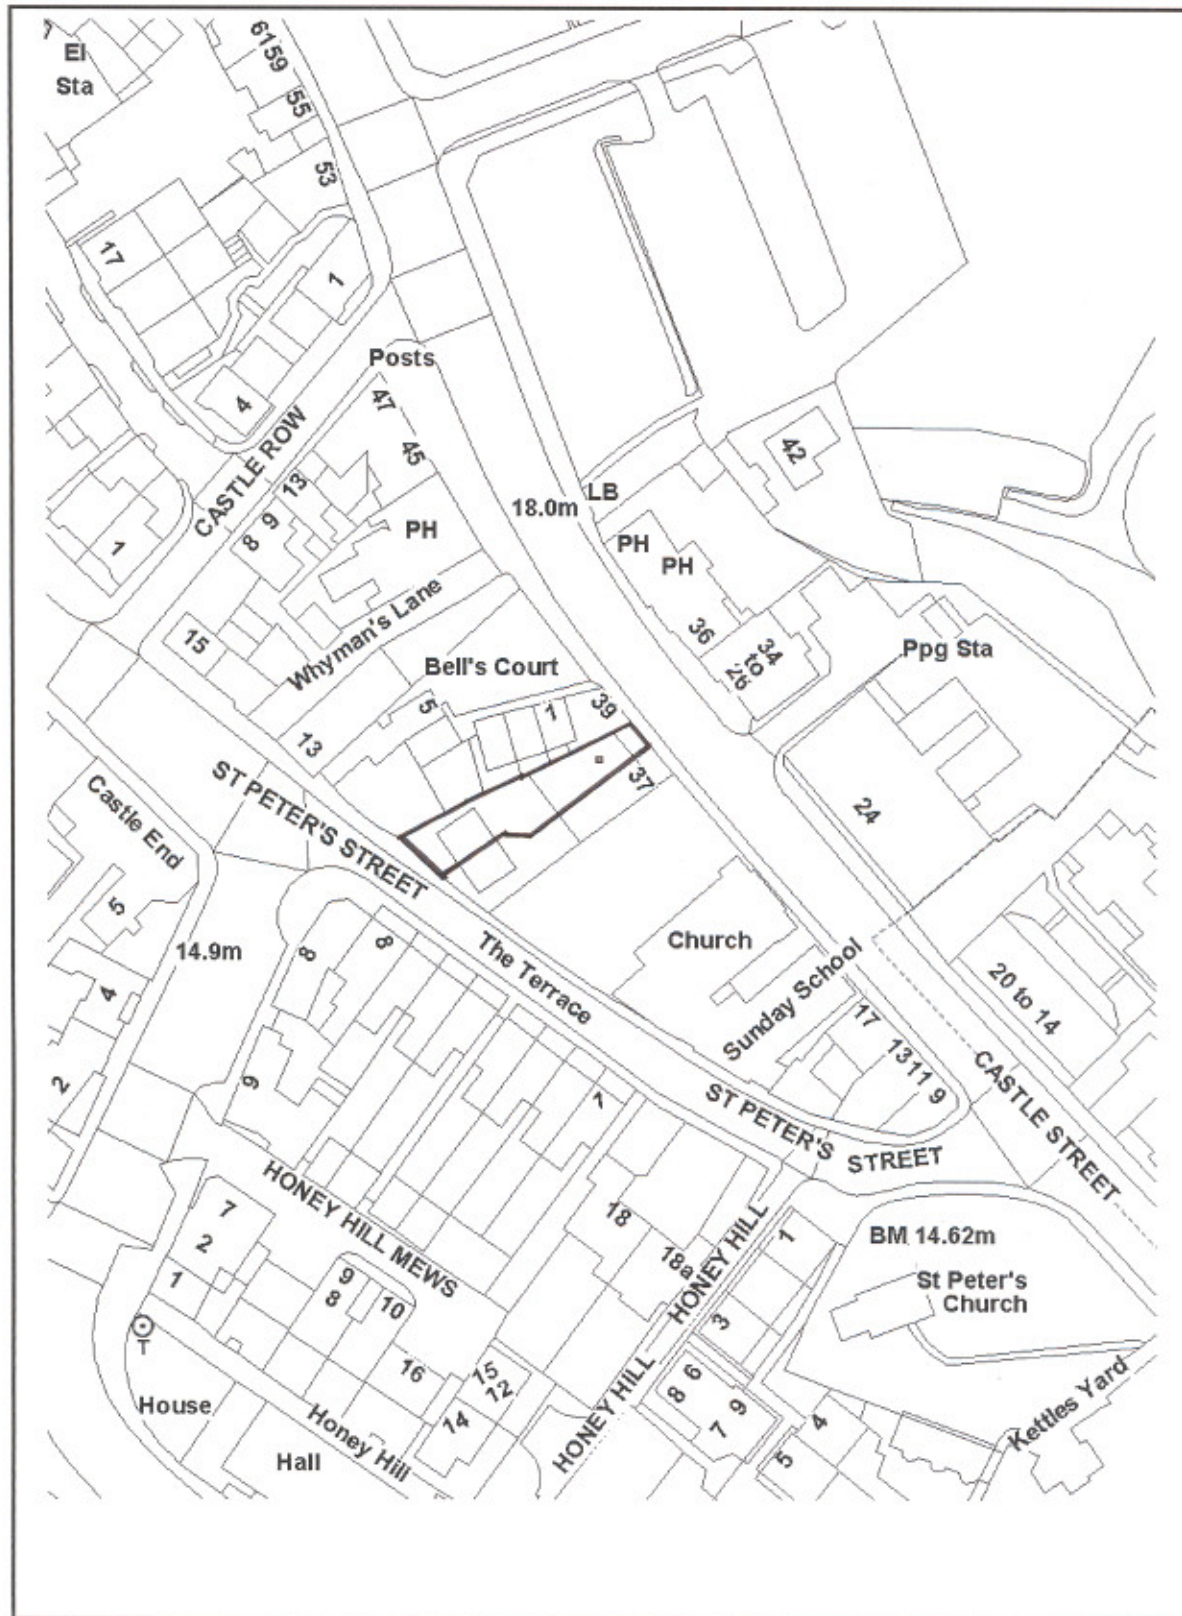 El
Sta
6159
55
53
17
1
4
Posts
47
45
CASTLE ROW
13
9
8
1
15
PH
18.0m
LB
PH
PH
42
36
34
to
26
Ppg Sta
Whyman's Lane
Bell's Court
5
1
39
13
37
24
ST PETER'S STREET
Castle End
5
14.9m
8
8
The Terrace
Church
Sunday School
20 to 14
17
13 11 9
CASTLE STREET
4
2
9
7
ST PETER'S STREET
HONEY HILL MEWS
18
18a
HONEY HILL
1
3
BM 14.62m
St Peter's
Church
7
2
1
9
8
10
16
15
12
14
T
House
Honey Hill
Hall
HONEY HILL
6
8
9
7
4
5
Kettles Yard